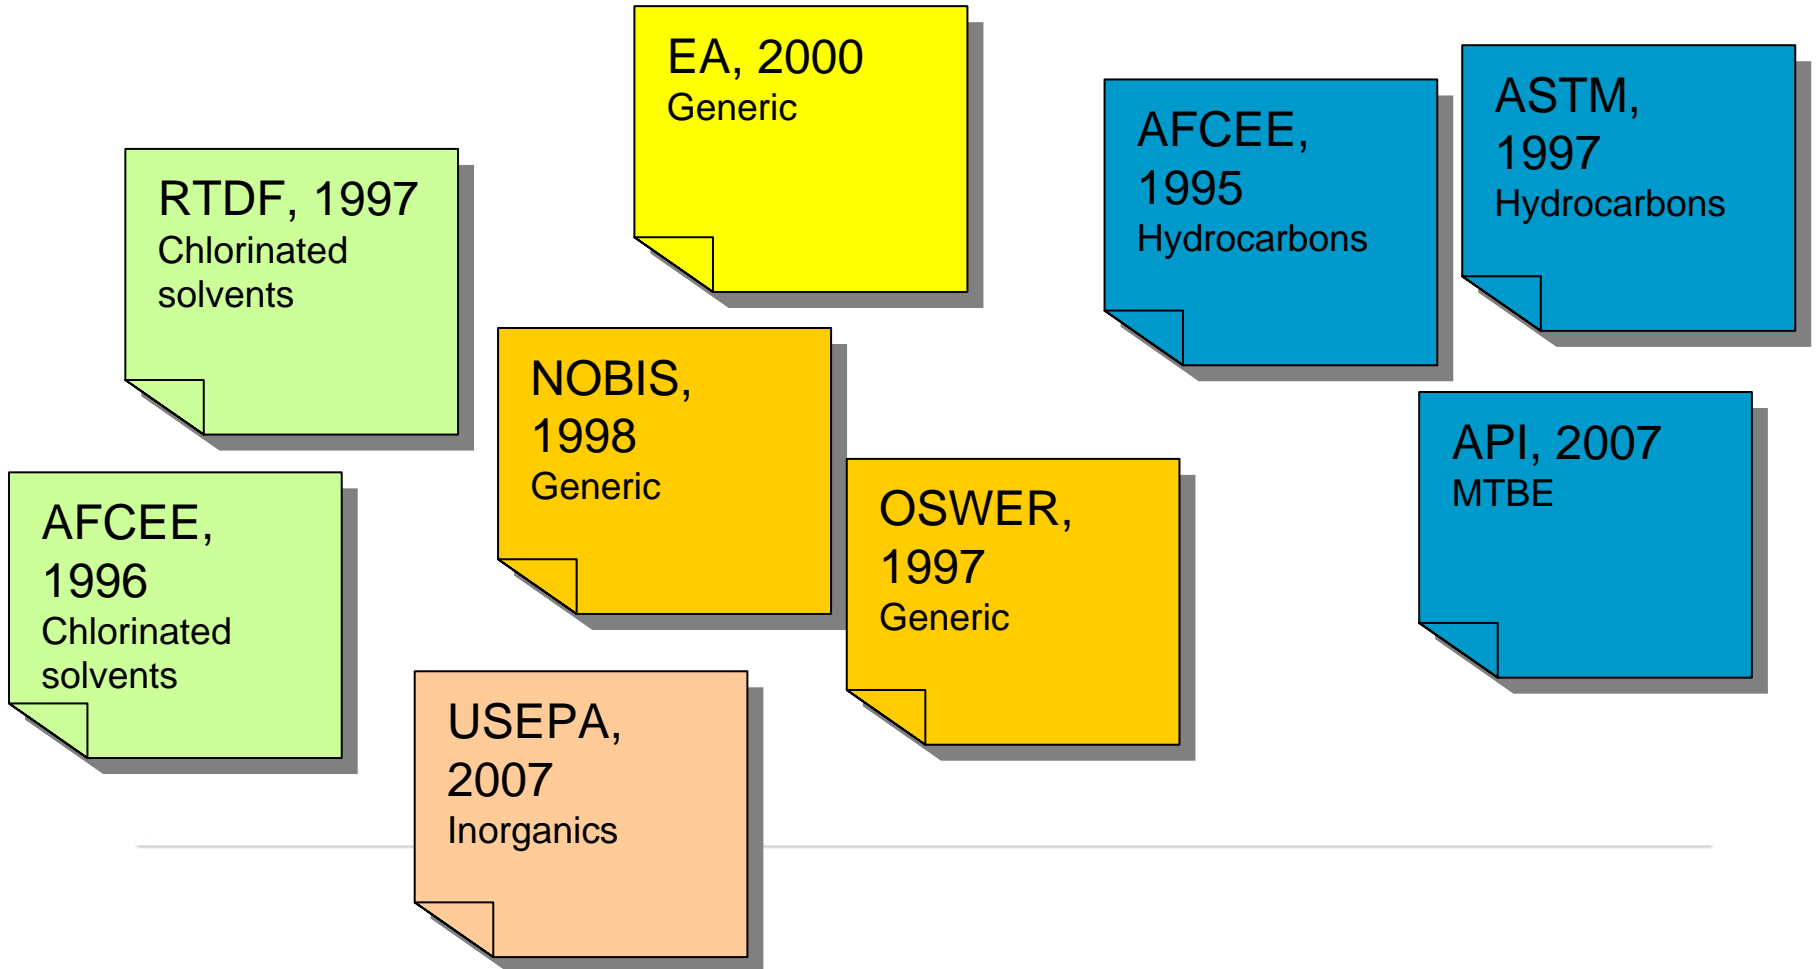 EA, 2000
Generic
ASTM,
1997
Hydrocarbons
AFCEE,
1995
Hydrocarbons
RTDF, 1997
Chlorinated
solvents
NOBIS,
1998
Generic
API, 2007
MTBE
OSWER,
1997
Generic
AFCEE,
1996
Chlorinated
solvents
USEPA,
2007
Inorganics